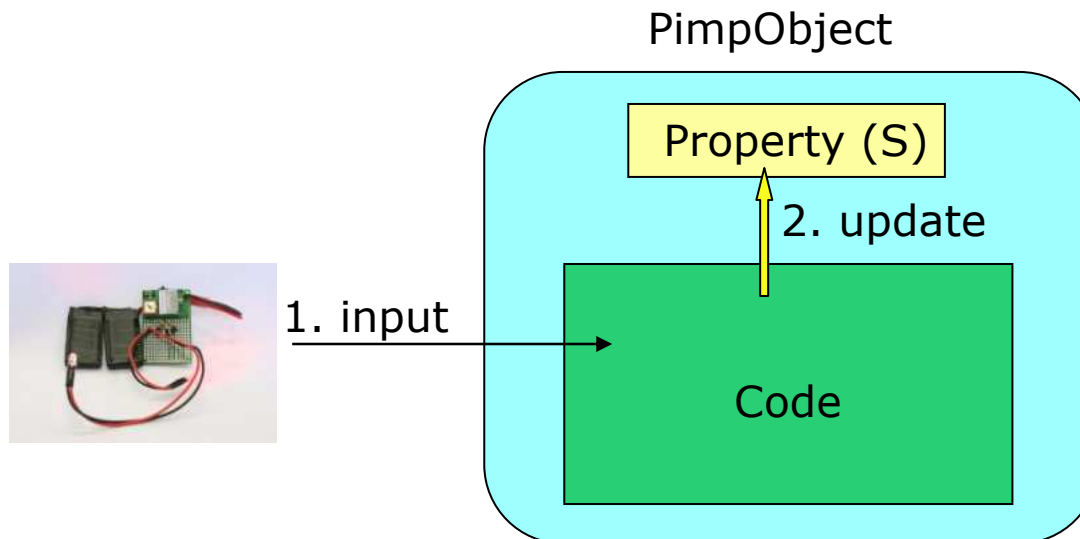 PimpObject
Property (S)
2. update
1. input
Code